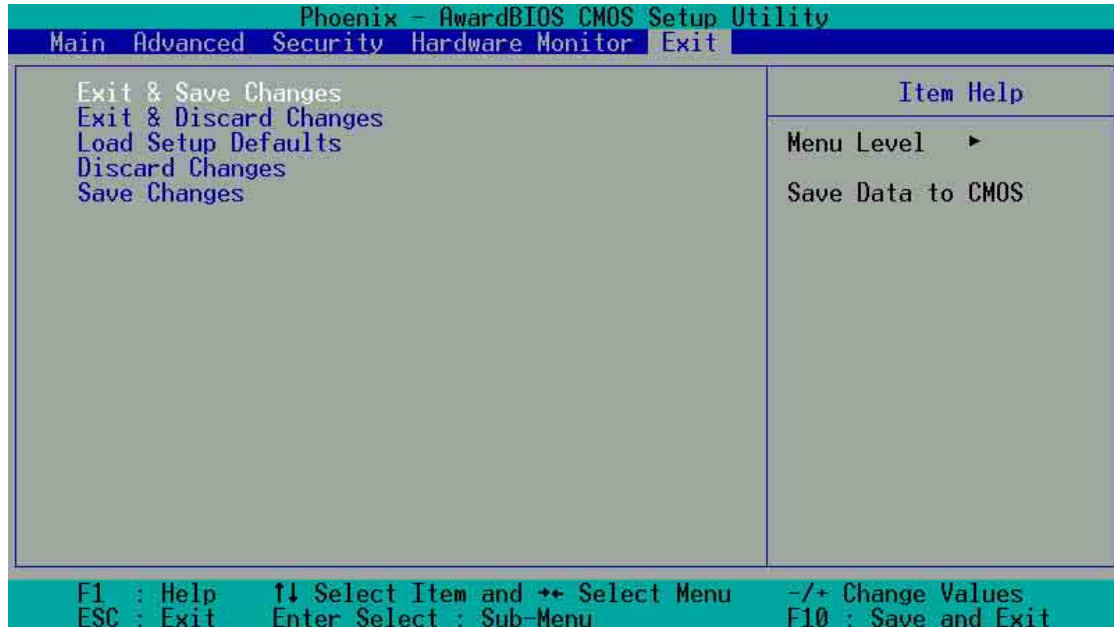 Phoenix - AwardBIOS CMOS Setup Utility
Main Advanced Security Hardware Monitor Exit
Exit & Save Changes
Exit & Discard Changes
Load Setup Defaults
Discard Changes
Save Changes
Item Help
Menu Level ►
Save Data to CMOS
F1 : Help ↑↓ Select Item and →← Select Menu -/+ Change Values
ESC : Exit Enter Select : Sub-Menu F10 : Save and Exit